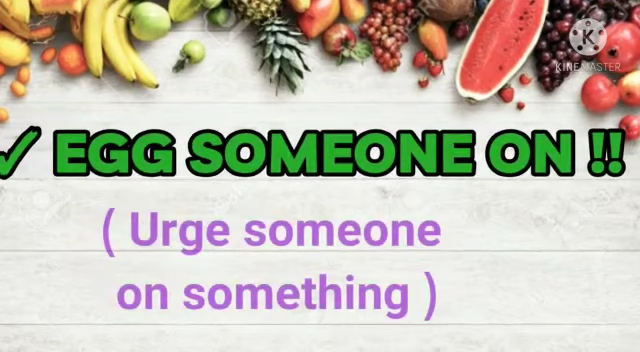 KINEMASTER
✓ EGG SOMEONE ON !!
( Urge someone
on something )